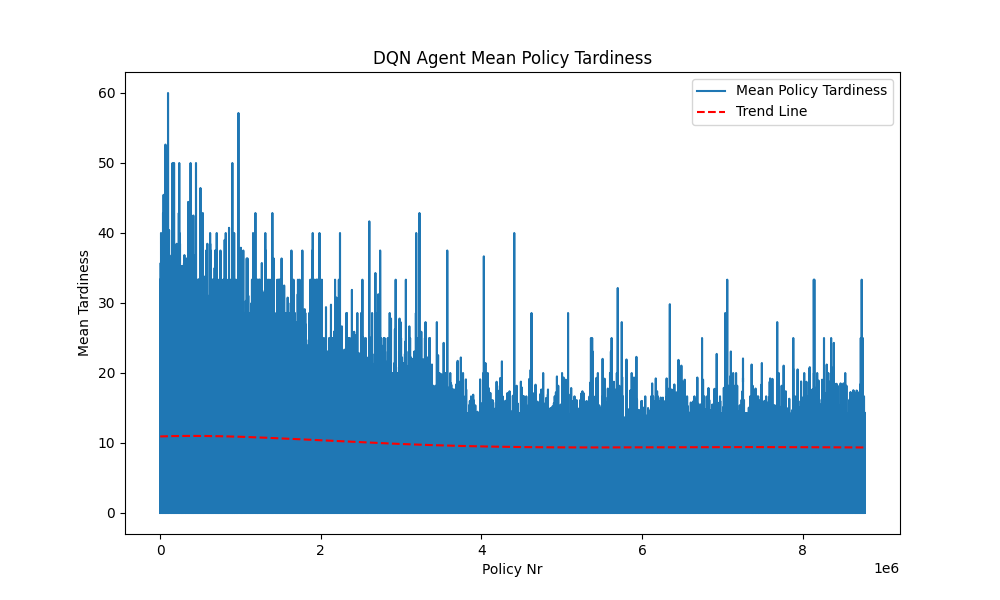 DQN Agent Mean Policy Tardiness
Mean Policy Tardiness
Trend Line
60
50
40
30
20
10
0
Mean Tardiness
0 2 4 6 8
1e6
Policy Nr